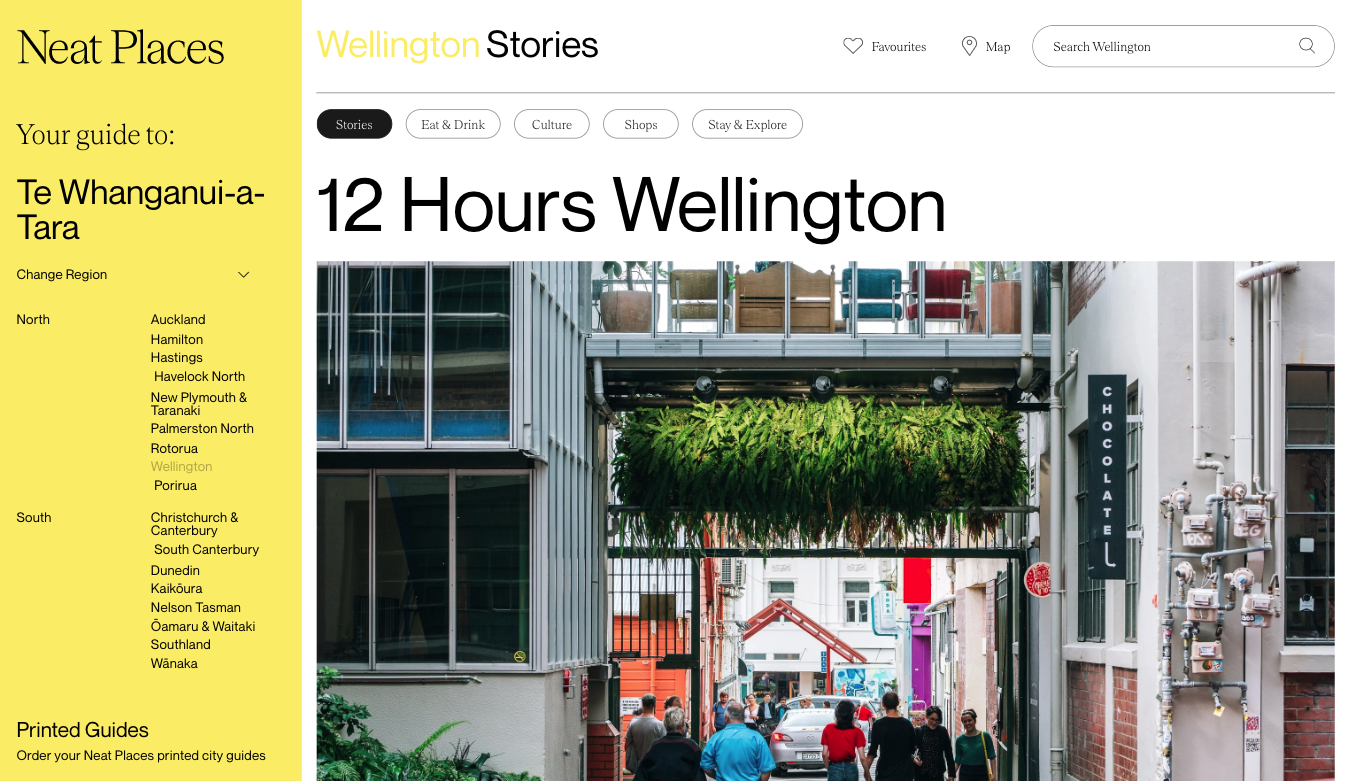 Neat Places
Your guide to:
Te Whanganui-a-
Tara
Change Region
North
Auckland
Hamilton
Hastings
Havelock North
New Plymouth &
Taranaki
Palmerston North
Rotorua
Wellington
Porirua
South
Christchurch &
Canterbury
South Canterbury
Dunedin
Kaikōura
Nelson Tasman
Ōamaru & Waitaki
Southland
Wānaka
Printed Guides
Order your Neat Places printed city guides
Wellington Stories
Favourites
Map
Search Wellington
Stories
Eat & Drink
Culture
Shops
Stay & Explore
12 Hours Wellington
CHOCOLATE